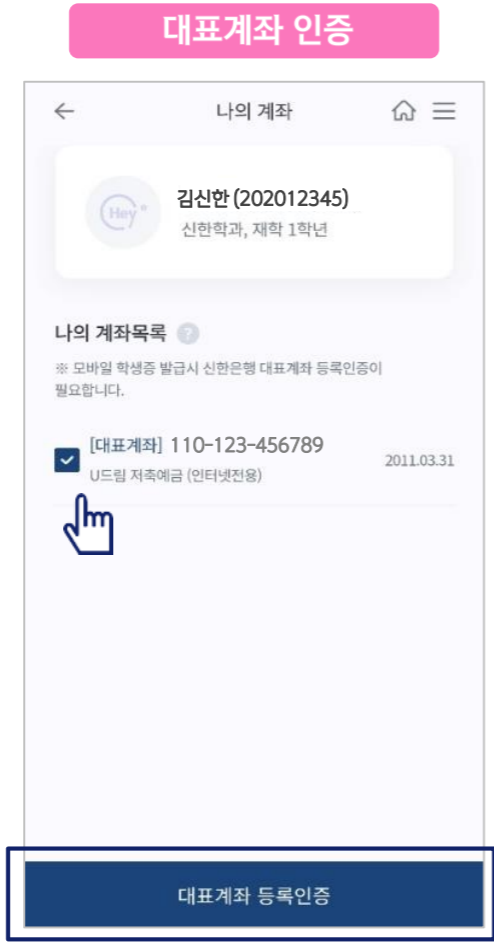 대표계좌 인증
나의 계좌
Hey
김신한 (202012345)
신한학과, 재학 1학년
나의 계좌목록 ?
※ 모바일 학생증 발급시 신한은행 대표계좌 등록인증이
필요합니다.
[대표계좌] 110-123-456789
2011.03.31
U드림 저축예금 (인터넷전용)
대표계좌 등록인증